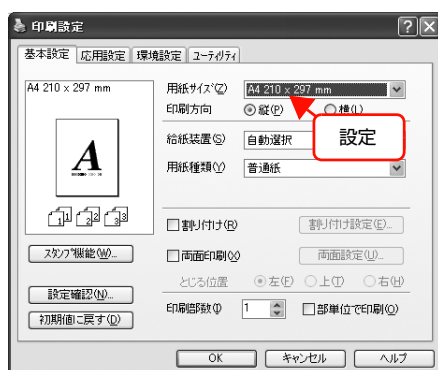 印刷設定
基本設定 応用設定 環境設定 ユーティリティ
A4 210 × 297 mm
用紙サイズ(Z) A4 210 × 297 mm
印刷方向 縦(P) 横(L)
設定
給紙装置(S) 自動選択
用紙種類(Y) 普通紙
A
1 1 2 2 3 3
割り付け(R) 割り付け設定(E)...
スタンプ機能(W)... 両面印刷(X) 両面設定(U)...
とじる位置 左(F) 上(T) 右(H)
設定確認(N)...
印刷部数(I) 1 部単位で印刷(O)
初期値に戻す(D)
OK キャンセル ヘルプ